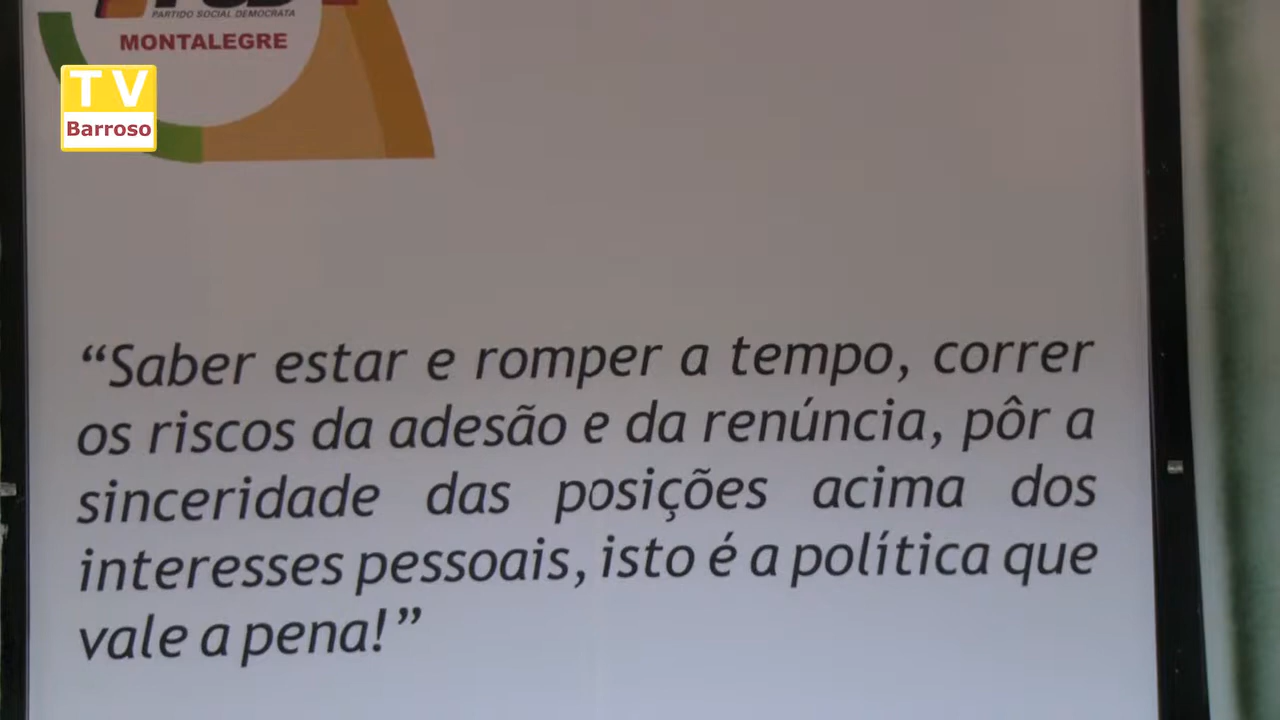 PARTIDO SOCIAL DEMOCRATA
MONTALEGRE
TV
Barroso
“Saber estar e romper a tempo, correr
os riscos da adesão e da renúncia, pôr a
sinceridade das posições acima dos
interesses pessoais, isto é a política que
vale a pena!”